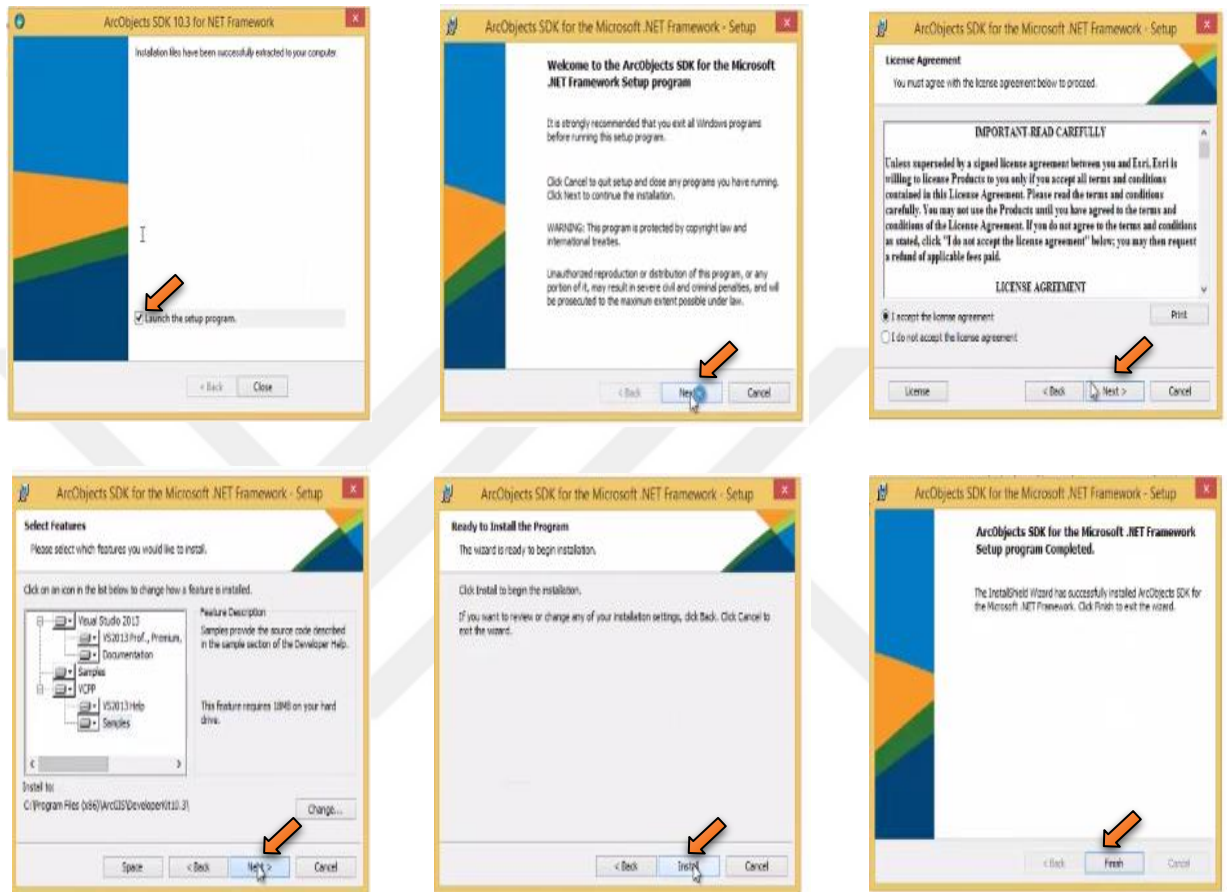 ArcObjects SDK 10.3 for NET Framework
x
Installation files have been successfully extracted to your computer.
Launch the setup program.
< Back
Close
ArcObjects SDK for the Microsoft .NET Framework - Setup
x
Welcome to the ArcObjects SDK for the Microsoft
.NET Framework Setup program
It is strongly recommended that you exit all Windows programs
before running this setup program.
Click Cancel to quit setup and close any programs you have running.
Click Next to continue the installation.
WARNING: This program is protected by copyright law and
international treaties.
Unauthorized reproduction or distribution of this program, or any
portion of it, may result in severe civil and criminal penalties, and will
be prosecuted to the maximum extent possible under law.
< Back
Next
Cancel
ArcObjects SDK for the Microsoft .NET Framework - Setup
x
License Agreement
You must agree with the license agreement below to proceed.
IMPORTANT-READ CAREFULLY
Unless superseded by a signed license agreement between you and Esri, Esri is
willing to license Products to you only if you accept all terms and conditions
contained in this License Agreement. Please read the terms and conditions
carefully. You may not use the Products until you have agreed to the terms and
conditions of the License Agreement. If you do not agree to the terms and conditions
as stated, click "I do not accept the license agreement" below; you may then request
a refund of applicable fees paid.
LICENSE AGREEMENT
I accept the license agreement
Print
I do not accept the license agreement
License
< Back
Next >
Cancel
ArcObjects SDK for the Microsoft .NET Framework - Setup
x
Select Features
Please select which features you would like to install.
Click on an icon in the list below to change how a feature is installed.
Visual Studio 2013
VS2013 Prof., Premium,
Documentation
Samples
VCPP
VS2013 Help
Samples
Feature Description
Samples provide the source code described
in the sample section of the Developer Help.
This feature requires 18MB on your hard
drive.
Install to:
C:\Program Files (x86)\ArcGIS\DeveloperKit10.3\
Change...
Space
< Back
Next >
Cancel
ArcObjects SDK for the Microsoft .NET Framework - Setup
x
Ready to Install the Program
The wizard is ready to begin installation.
Click Install to begin the installation.
If you want to review or change any of your installation settings, click Back. Click Cancel to
exit the wizard.
< Back
Install
Cancel
ArcObjects SDK for the Microsoft .NET Framework - Setup
x
ArcObjects SDK for the Microsoft .NET Framework
Setup program Completed.
The InstallShield Wizard has successfully installed ArcObjects SDK for
the Microsoft .NET Framework. Click Finish to exit the wizard.
< Back
Finish
Cancel